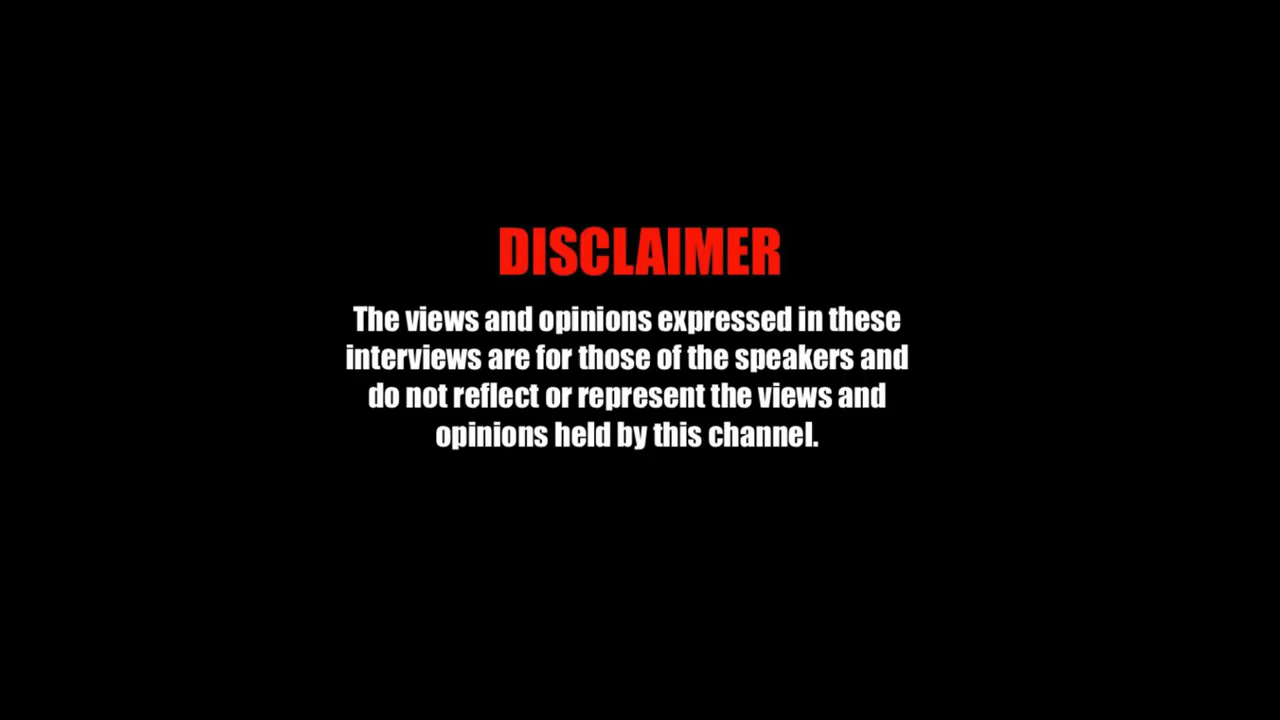 DISCLAIMER
The views and opinions expressed in these
interviews are for those of the speakers and
do not reflect or represent the views and
opinions held by this channel.